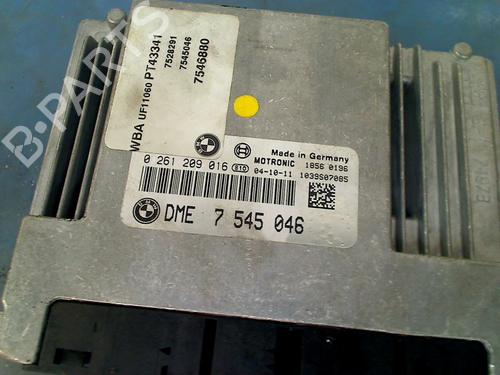 WBA UF11060 PT43341
7528291
7545046
7546880
Made in Germany
0 261 209 016 MOTRONIC 1856 0196
04-10-11 1039S07085
DME 7 545 046
B-PARTS